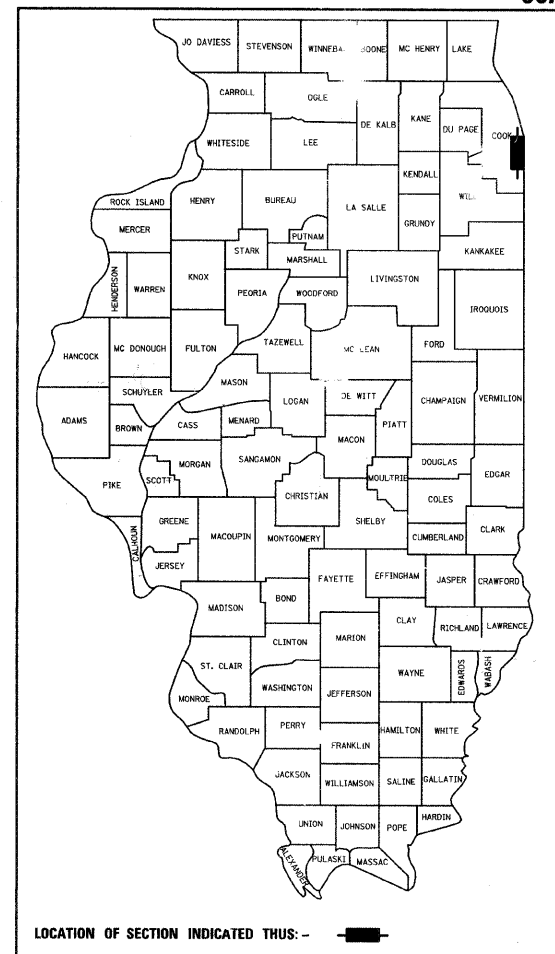 JO DAVIESS STEVENSON WINNEBA BOONE MC HENRY LAKE
CARROLL OGLE DE KALB KANE DU PAGE COOK
WHITESIDE LEE KENDALL WIL
ROCK ISLAND HENRY BUREAU LA SALLE GRUNDY
MERCER PUTNAM KANKAKEE
STARK MARSHALL LIVINGSTON
HENDERSON WARREN KNOX PEORIA WOODFORD IROQUOIS
HANCOCK MC DONOUGH FULTON TAZEWELL MC LEAN FORD
MASON
SCHUYLER LOGAN DE WITT CHAMPAIGN VERMILION
ADAMS BROWN CASS MENARD MACON PIATT
SANGAMON DOUGLAS
PIKE SCOTT MORGAN CHRISTIAN MOULTRIE COLES EDGAR
GREENE SHELBY
CALHOUN MACOUPIN MONTGOMERY CUMBERLAND CLARK
JERSEY FAYETTE EFFINGHAM JASPER CRAWFORD
MADISON BOND
CLAY RICHLAND LAWRENCE
CLINTON MARION
ST. CLAIR WAYNE EDWARDS WABASH
WASHINGTON JEFFERSON
MONROE
RANDOLPH PERRY HAMILTON WHITE
FRANKLIN
JACKSON WILLIAMSON SALINE GALLATIN
HARDIN
UNION JOHNSON POPE
ALEXANDER PULASKI MASSAC
LOCATION OF SECTION INDICATED THUS: -